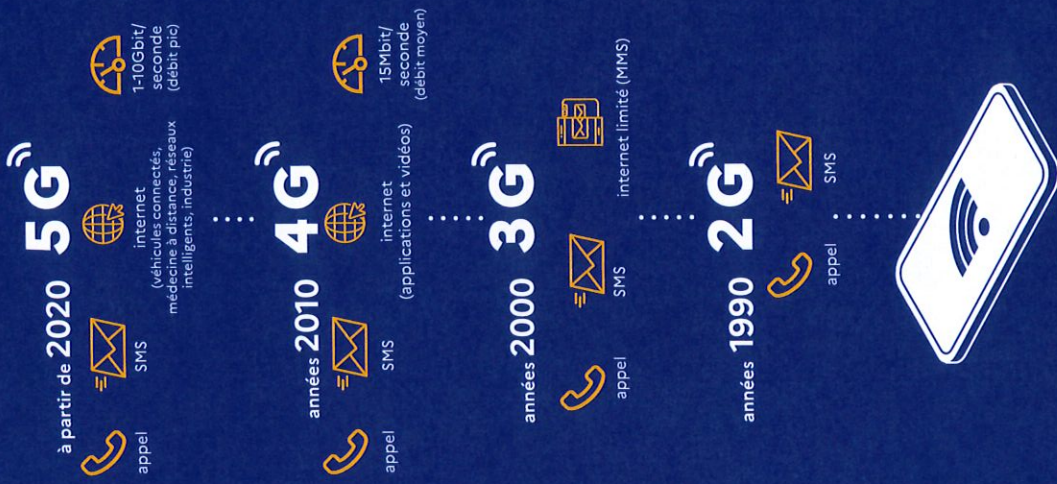 à partir de 2020 5G
appel
SMS
internet
(véhicules connectés,
médecine à distance, réseaux
intelligents, industrie)
1-10Gbit/
seconde
(débit pic)
années 2010 4G
appel
SMS
internet
(applications et vidéos)
15Mbit/
seconde
(débit moyen)
années 2000 3G
appel
SMS
internet limité (MMS)
années 1990 2G
appel
SMS